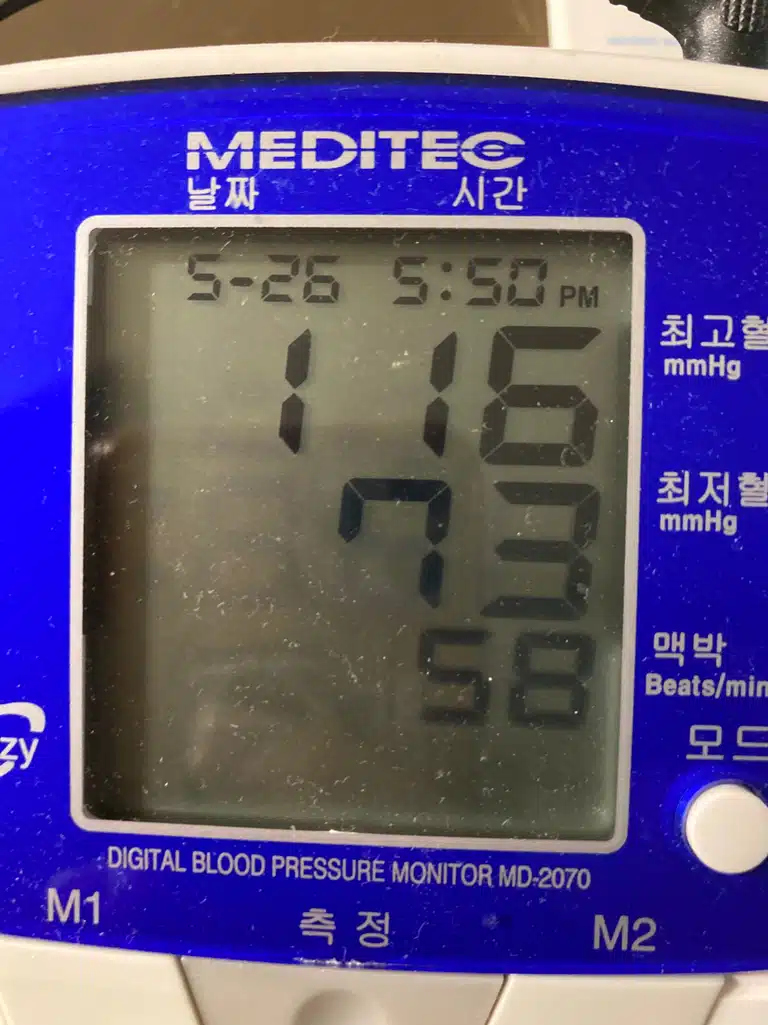 MEDITEC
날짜 시간
5-26 5:50 PM
116
최고혈
mmHg
73
최저혈
mmHg
58
맥박
Beats/min
모드
zy
DIGITAL BLOOD PRESSURE MONITOR MD-2070
M1 측정 M2